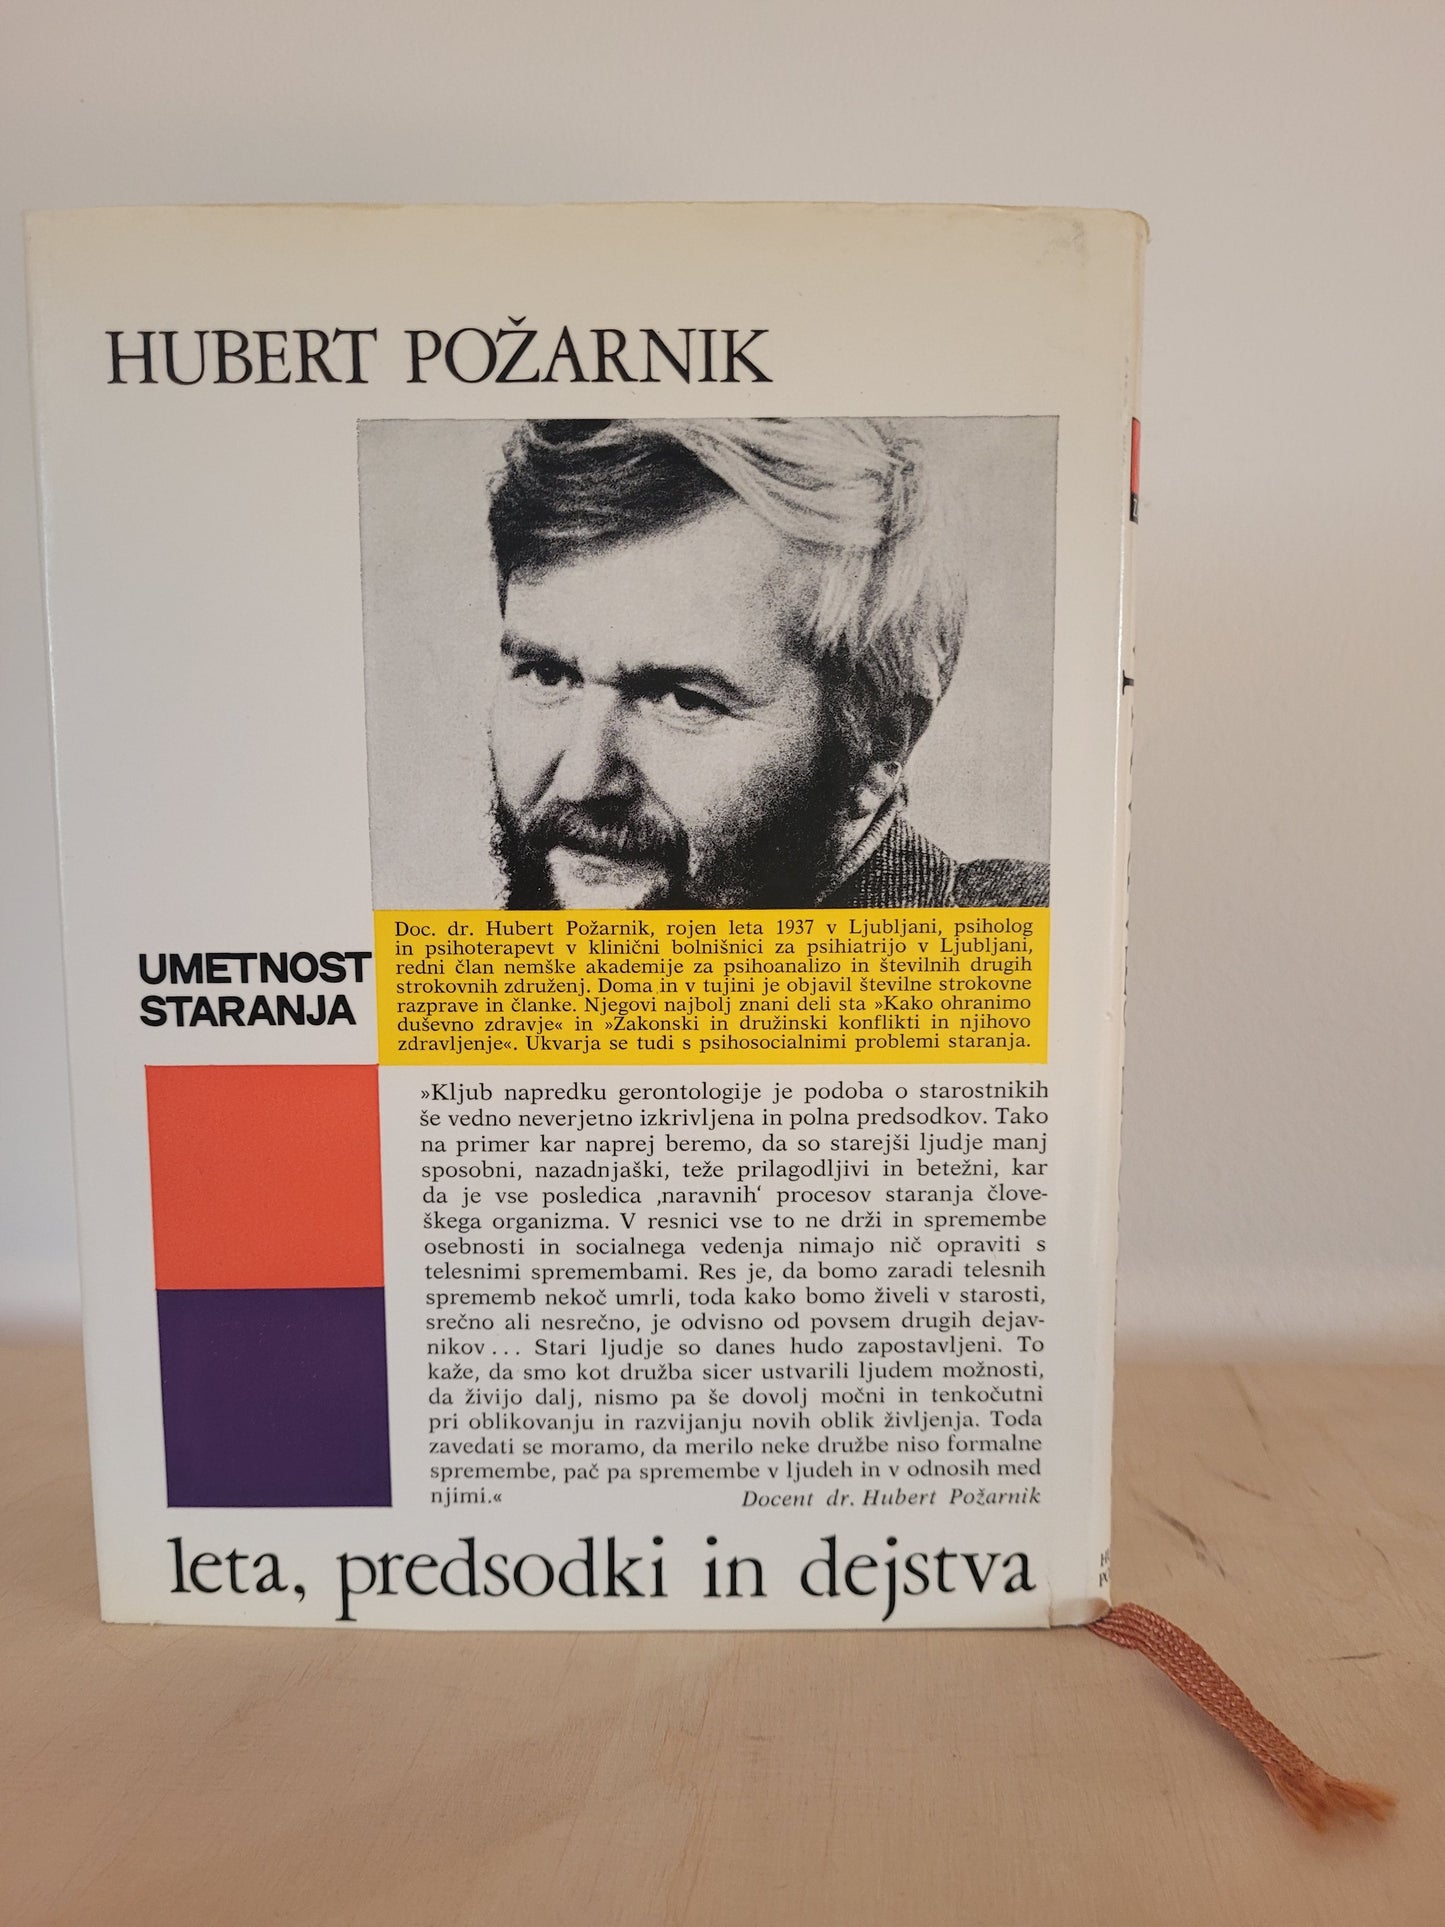 HUBERT POŽARNIK
UMETNOST
STARANJA
Doc. dr. Hubert Požarnik, rojen leta 1937 v Ljubljani, psiholog
in psihoterapevt v klinični bolnišnici za psihiatrijo v Ljubljani,
redni član nemške akademije za psihoanalizo in številnih drugih
strokovnih združenj. Doma in v tujini je objavil številne strokovne
razprave in članke. Njegovi najbolj znani deli sta »Kako ohranimo
duševno zdravje« in »Zakonski in družinski konflikti in njihovo
zdravljenje«. Ukvarja se tudi s psihosocialnimi problemi staranja.
»Kljub napredku gerontologije je podoba o starostnikih
še vedno neverjetno izkrivljena in polna predsodkov. Tako
na primer kar naprej beremo, da so starejši ljudje manj
sposobni, nazadnjaški, teže prilagodljivi in betežni, kar
da je vse posledica ‚naravnih‘ procesov staranja člove-
škega organizma. V resnici vse to ne drži in spremembe
osebnosti in socialnega vedenja nimajo nič opraviti s
telesnimi spremembami. Res je, da bomo zaradi telesnih
sprememb nekoč umrli, toda kako bomo živeli v starosti,
srečno ali nesrečno, je odvisno od povsem drugih dejav-
nikov... Stari ljudje so danes hudo zapostavljeni. To
kaže, da smo kot družba sicer ustvarili ljudem možnosti,
da živijo dalj, nismo pa še dovolj močni in tenkočutni
pri oblikovanju in razvijanju novih oblik življenja. Toda
zavedati se moramo, da merilo neke družbe niso formalne
spremembe, pač pa spremembe v ljudeh in v odnosih med
njimi.« Docent dr. Hubert Požarnik
leta, predsodki in dejstva